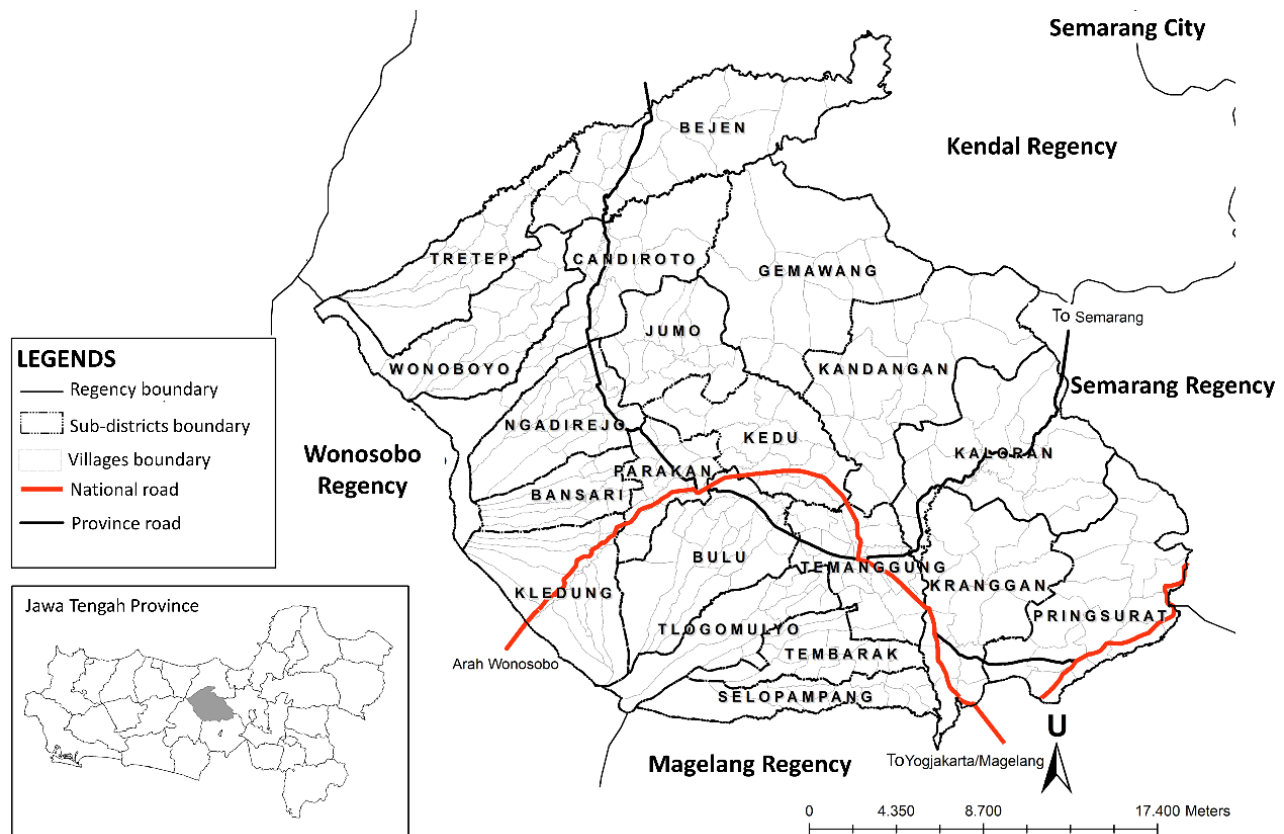 Semarang City
BEJEN
Kendal Regency
TRETEP
CANDIROTO
GEMAWANG
To Semarang
JUMO
LEGENDS
Regency boundary
Sub-districts boundary
Villages boundary
National road
Province road
WONOBOYO
KANDANGAN
Semarang Regency
NGADIREJO
KEDU
Wonosobo
Regency
KALORAN
PARAKAN
BANSARI
BULU
TEMANGGUNG
KLEDUNG
KRANGGAN
PRINGSURAT
Jawa Tengah Province
TLOGOMULYO
Arah Wonosobo
TEMBARAK
SELOPAMPANG
U
Magelang Regency
ToYogjakarta/Magelang
0 4.350 8.700 17.400 Meters